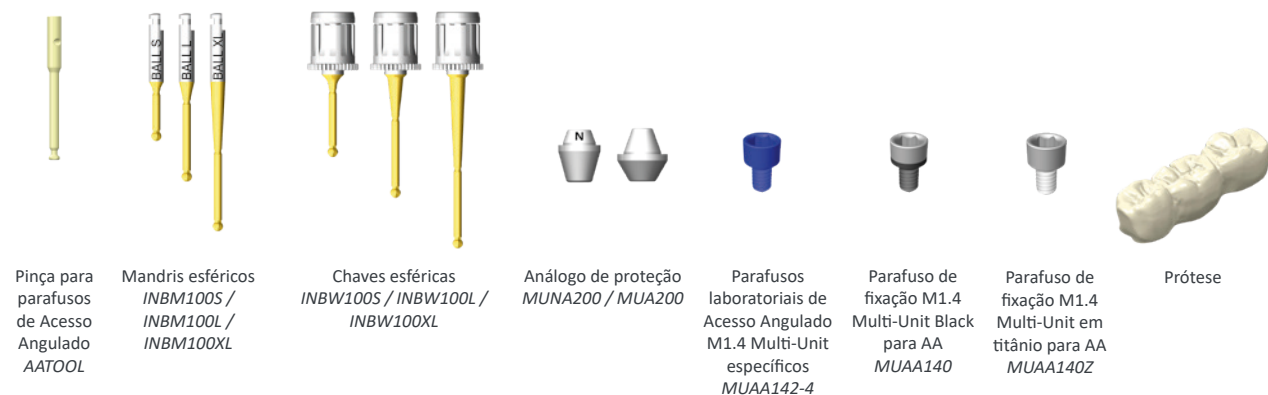 BALL S
BALL L
BALL XL
N
Pinça para
parafusos
de Acesso
Angulado
AATOOL
Mandris esféricos
INBM100S /
INBM100L /
INBM100XL
Chaves esféricas
INBW100S / INBW100L /
INBW100XL
Análogo de proteção
MUNA200 / MUA200
Parafusos
laboratoriais de
Acesso Angulado
M1.4 Multi-Unit
específicos
MUAA142-4
Parafuso de
fixação M1.4
Multi-Unit Black
para AA
MUAA140
Parafuso de
fixação M1.4
Multi-Unit em
titânio para AA
MUAA140Z
Prótese